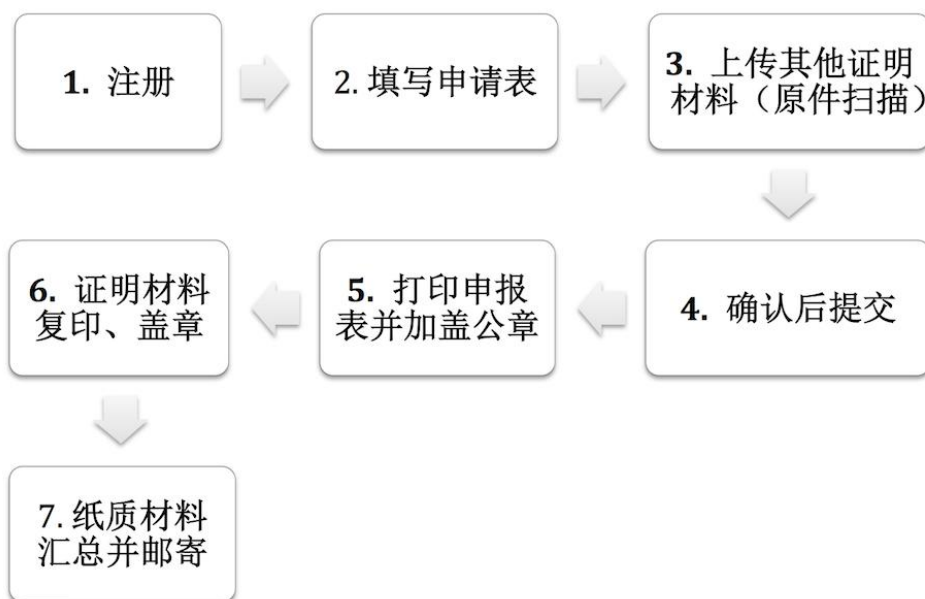 1. 注册
2. 填写申请表
3. 上传其他证明
材料（原件扫描）
4. 确认后提交
5. 打印申报
表并加盖公章
6. 证明材料
复印、盖章
7. 纸质材料
汇总并邮寄